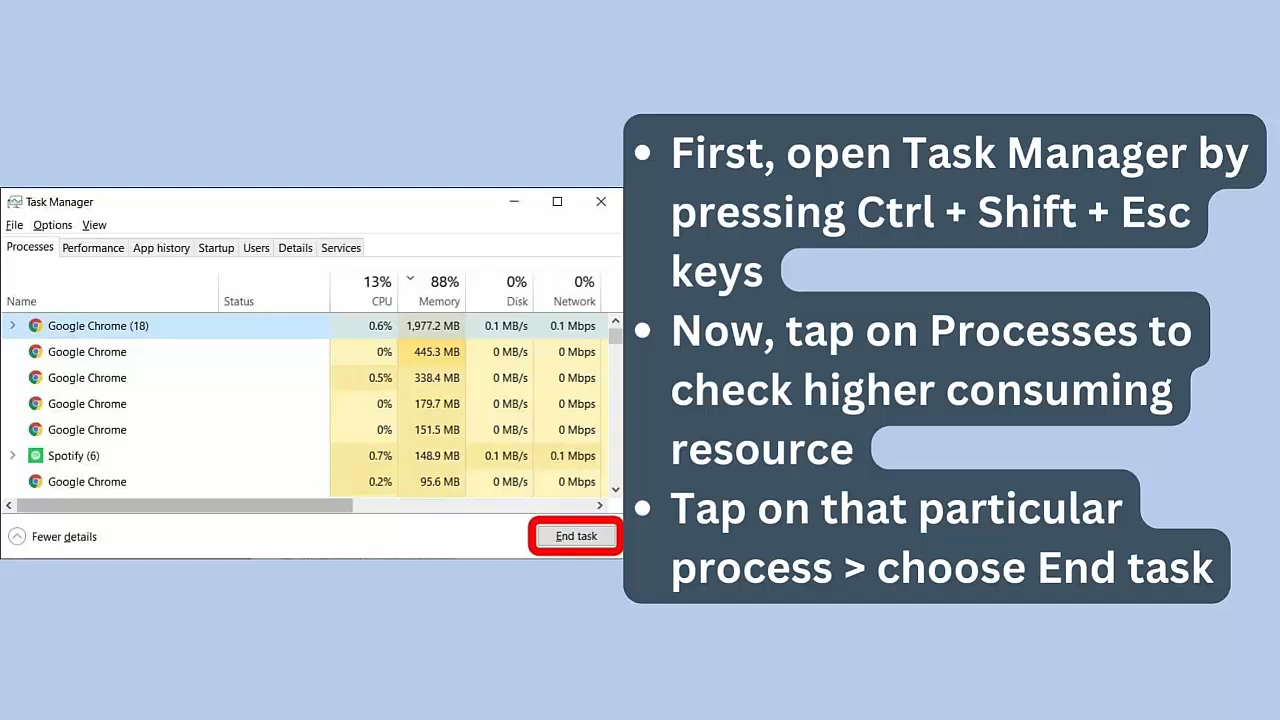 Task Manager
File Options View
Processes Performance App history Startup Users Details Services
13% 88% 0% 0%
Name Status CPU Memory Disk Network
Google Chrome (18) 0.6% 1,977.2 MB 0.1 MB/s 0.1 Mbps
Google Chrome 0% 445.3 MB 0 MB/s 0 Mbps
Google Chrome 0.5% 338.4 MB 0 MB/s 0 Mbps
Google Chrome 0% 179.7 MB 0 MB/s 0 Mbps
Google Chrome 0% 151.5 MB 0 MB/s 0 Mbps
Spotify (6) 0.7% 148.9 MB 0.1 MB/s 0.1 Mbps
Google Chrome 0.2% 95.6 MB 0 MB/s 0 Mbps
Fewer details End task
• First, open Task Manager by
pressing Ctrl + Shift + Esc
keys
• Now, tap on Processes to
check higher consuming
resource
• Tap on that particular
process > choose End task